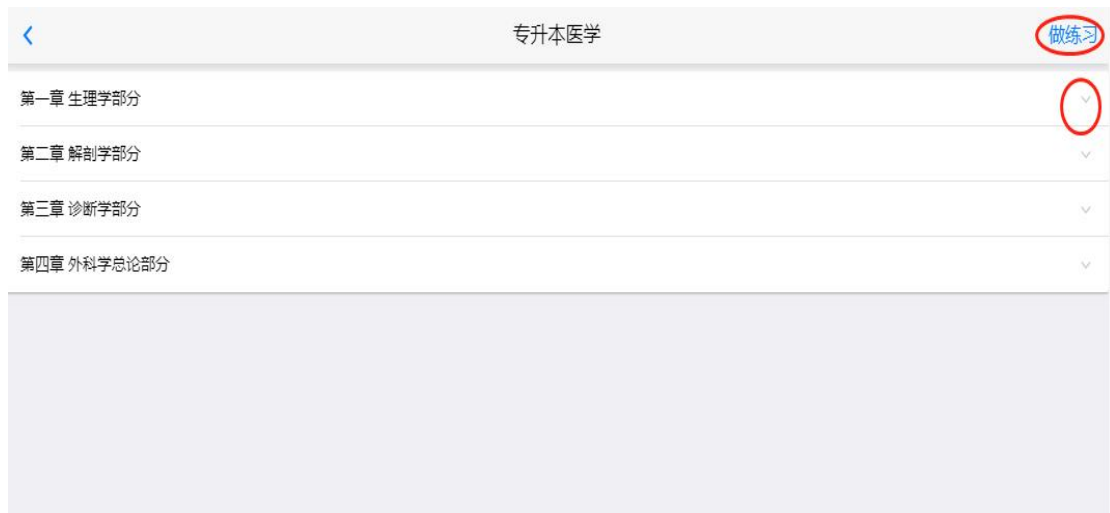 专升本医学 做练习
第一章 生理学部分
第二章 解剖学部分
第三章 诊断学部分
第四章 外科学总论部分